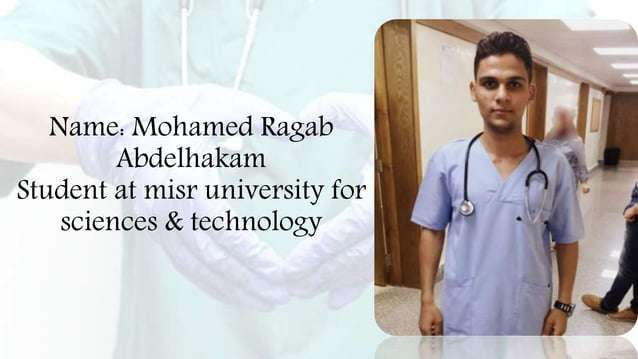 Name: Mohamed Ragab
Abdelhakam
Student at misr university for
sciences & technology